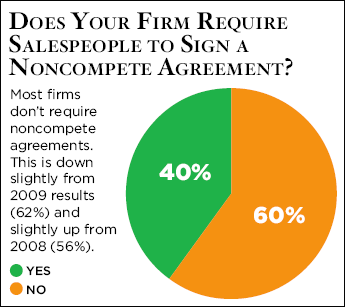 DOES YOUR FIRM REQUIRE
SALESPEOPLE TO SIGN A
NONCOMPETE AGREEMENT?
Most firms
don't require
noncompete
agreements.
This is down
slightly from
2009 results
(62%) and
slightly up from
2008 (56%).
YES
NO
40%
60%